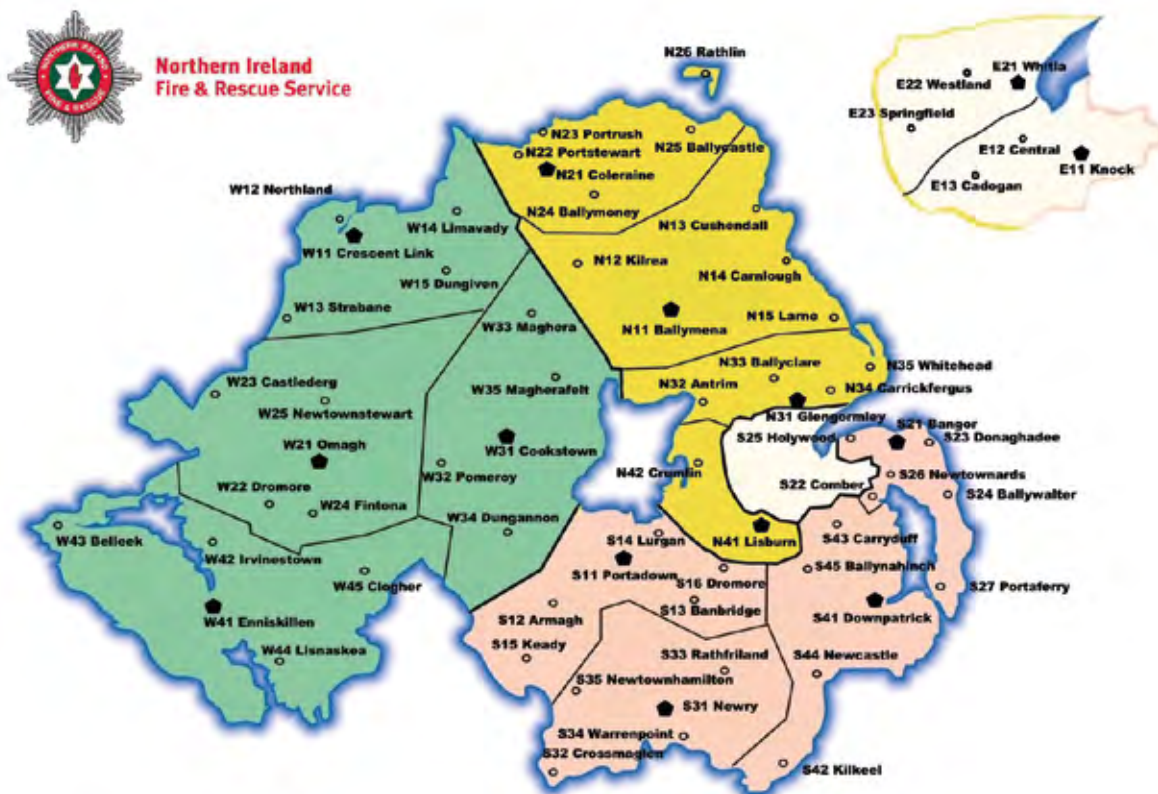 NORTHERN IRELAND
FIRE & RESCUE
Northern Ireland
Fire & Rescue Service
N26 Rathlin
E21 Whitla
E22 Westland
E23 Springfield
E12 Central
E11 Knock
E13 Cadogan
N23 Portrush
N22 Portstewart
N25 Ballycastle
N21 Coleraine
N24 Ballymoney
W12 Northland
W14 Limavady
W11 Crescent Link
W15 Dungiven
W13 Strabane
N13 Cushendall
N12 Kilrea
N14 Carnlough
N11 Ballymena
N15 Larne
W33 Maghera
W35 Magherafelt
W23 Castlederg
W25 Newtownstewart
W21 Omagh
W31 Cookstown
W32 Pomeroy
W22 Dromore
W24 Fintona
W34 Dungannon
N33 Ballyclare
N35 Whitehead
N32 Antrim
N34 Carrickfergus
N31 Glengormley
S21 Bangor
S25 Holywood
S23 Donaghadee
N42 Crumlin
S26 Newtownards
S22 Comber
S24 Ballywalter
N41 Lisburn
S43 Carryduff
W43 Belleek
W42 Irvinestown
W45 Clogher
W41 Enniskillen
W44 Lisnaskea
S14 Lurgan
S11 Portadown
S16 Dromore
S45 Ballynahinch
S27 Portaferry
S12 Armagh
S13 Banbridge
S41 Downpatrick
S15 Keady
S33 Rathfriland
S44 Newcastle
S35 Newtownhamilton
S31 Newry
S34 Warrenpoint
S32 Crossmaglen
S42 Kilkeel